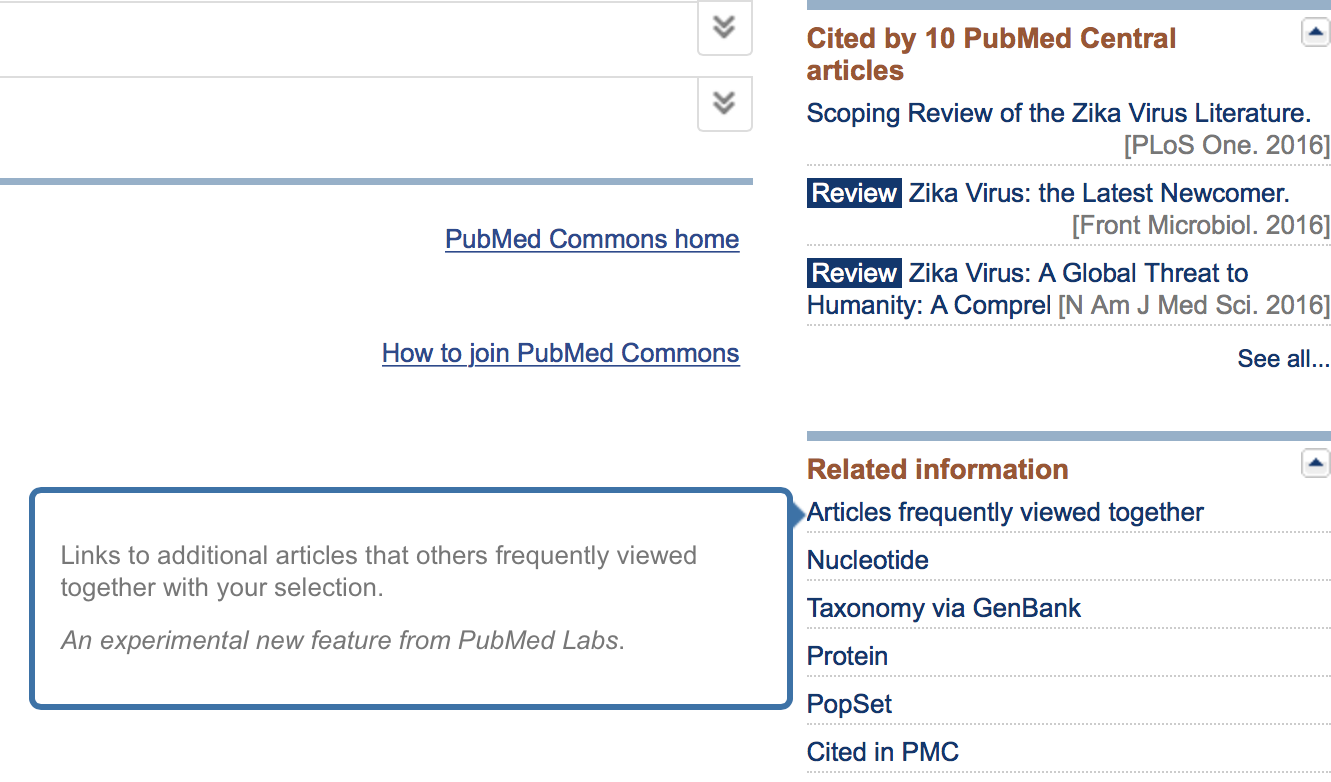 PubMed Commons home
How to join PubMed Commons
Links to additional articles that others frequently viewed
together with your selection.
An experimental new feature from PubMed Labs.
Cited by 10 PubMed Central
articles
Scoping Review of the Zika Virus Literature.
[PLoS One. 2016]
Review Zika Virus: the Latest Newcomer.
[Front Microbiol. 2016]
Review Zika Virus: A Global Threat to
Humanity: A Comprel [N Am J Med Sci. 2016]
See all...
Related information
Articles frequently viewed together
Nucleotide
Taxonomy via GenBank
Protein
PopSet
Cited in PMC